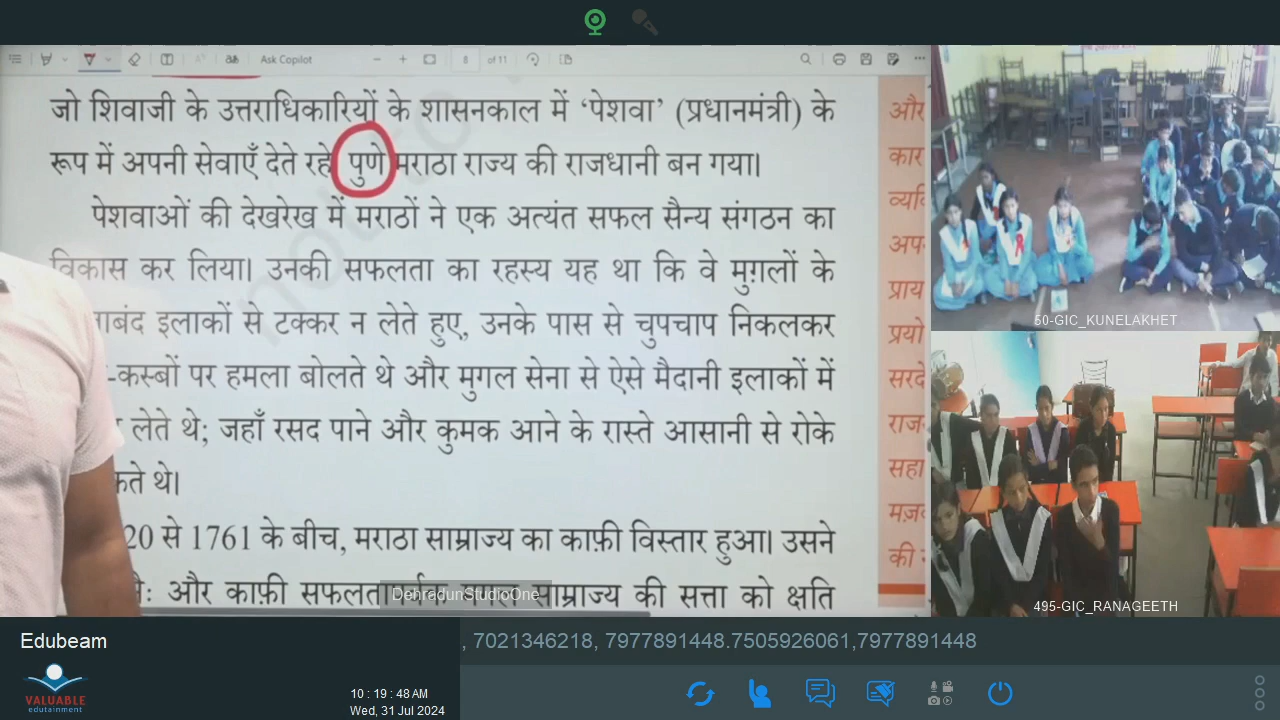 Ask Copilot
8
of 11
जो शिवाजी के उत्तराधिकारियों के शासनकाल में ‘पेशवा’ (प्रधानमंत्री) के
रूप में अपनी सेवाएँ देते रहे पुणे मराठा राज्य की राजधानी बन गया।
पेशवाओं की देखरेख में मराठों ने एक अत्यंत सफल सैन्य संगठन का
विकास कर लिया। उनकी सफलता का रहस्य यह था कि वे मुग़लों के
इलाकों से टक्कर न लेते हुए, उनके पास से चुपचाप निकलकर
-कस्बों पर हमला बोलते थे और मुगल सेना से ऐसे मैदानी इलाकों में
लेते थे; जहाँ रसद पाने और कुमक आने के रास्ते आसानी से रोके
थे।
20 से 1761 के बीच, मराठा साम्राज्य का काफ़ी विस्तार हुआ। उसने
और काफ़ी सफलतापूर्वक मुगल साम्राज्य की सत्ता को क्षति
और
कार
व्यि
अप
प्राय
प्रयो
सरदे
राज
सहा
मज़
की
DehradunStudioOne
50-GIC_KUNELAKHET
495-GIC_RANAGEETH
Edubeam
, 7021346218, 7977891448.7505926061,7977891448
VALUABLE
edutainment
10 : 19 : 48 AM
Wed, 31 Jul 2024